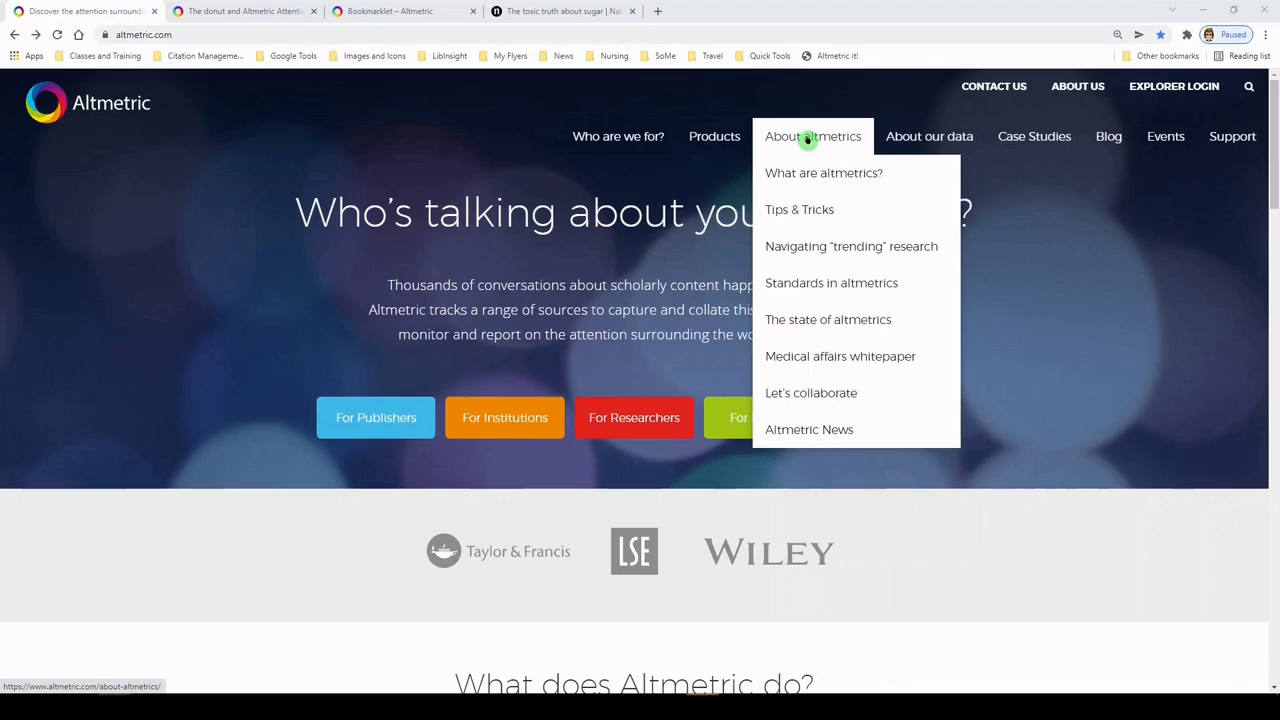 Discover the attention surroundi
The donut and Altmetric Attenti
Bookmarklet – Altmetric
The toxic truth about sugar | Nat
altmetric.com
Paused
Apps
Classes and Training
Citation Manageme...
Google Tools
Images and Icons
LibInsight
My Flyers
News
Nursing
SoMe
Travel
Quick Tools
Altmetric it!
Other bookmarks
Reading list
Altmetric
CONTACT US
ABOUT US
EXPLORER LOGIN
Who are we for?
Products
About altmetrics
About our data
Case Studies
Blog
Events
Support
What are altmetrics?
Tips & Tricks
Navigating “trending” research
Standards in altmetrics
The state of altmetrics
Medical affairs whitepaper
Let’s collaborate
Altmetric News
Who’s talking about you ?
Thousands of conversations about scholarly content happ
Altmetric tracks a range of sources to capture and collate this
monitor and report on the attention surrounding the wo
For Publishers
For Institutions
For Researchers
For
Taylor & Francis
LSE
WILEY
What does Altmetric do?
https://www.altmetric.com/about-altmetrics/